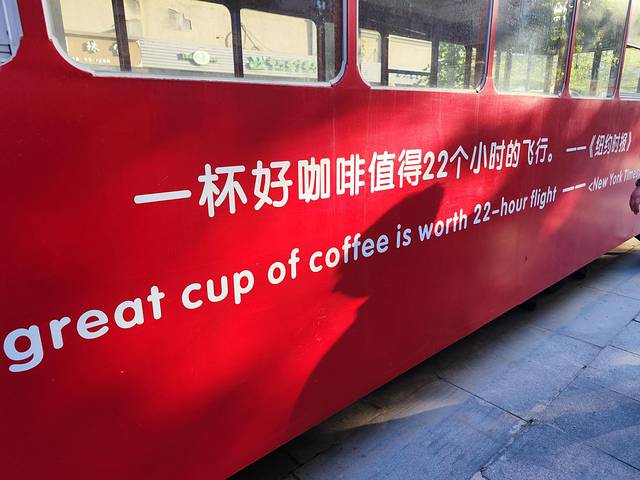 一杯好咖啡值得22个小时的飞行。——《纽约时报》
great cup of coffee is worth 22-hour flight —— <New York Times